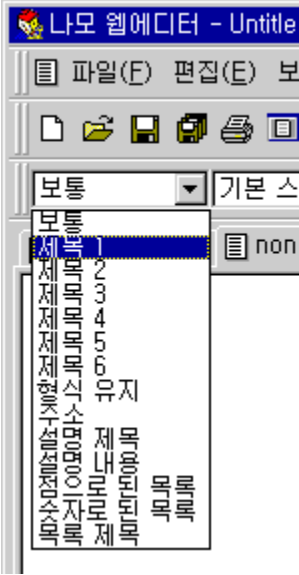 나모 웹에디터 - Untitle
파일(F) 편집(E) 보
보통 기본 스
보통
제목 1 non
제목 2
제목 3
제목 4
제목 5
제목 6
형식 유지
주소
설명 제목
설명 내용
점으로 된 목록
숫자로 된 목록
목록 제목